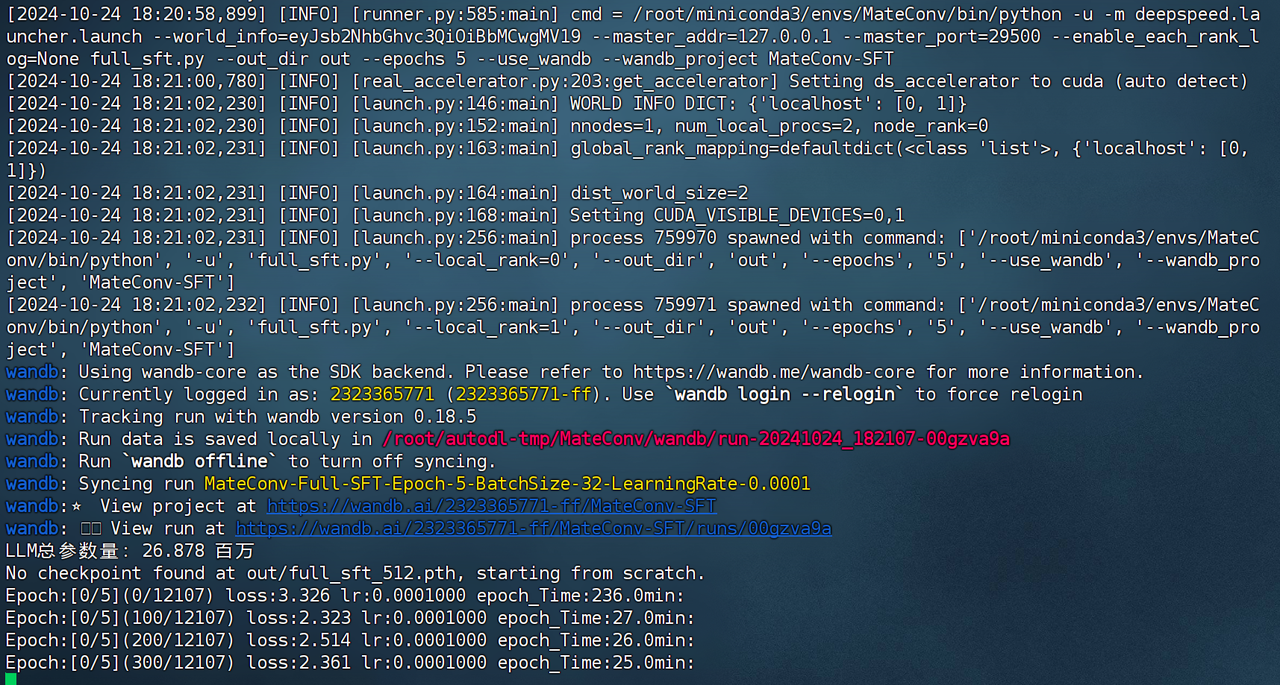 [2024-10-24 18:20:58,899] [INFO] [runner.py:585:main] cmd = /root/miniconda3/envs/MateConv/bin/python -u -m deepspeed.la
uncher.launch --world_info=eyJsb2NhbGhvc3QiOiBbMCwgMV19 --master_addr=127.0.0.1 --master_port=29500 --enable_each_rank_l
og=None full_sft.py --out_dir out --epochs 5 --use_wandb --wandb_project MateConv-SFT
[2024-10-24 18:21:00,780] [INFO] [real_accelerator.py:203:get_accelerator] Setting ds_accelerator to cuda (auto detect)
[2024-10-24 18:21:02,230] [INFO] [launch.py:146:main] WORLD INFO DICT: {'localhost': [0, 1]}
[2024-10-24 18:21:02,230] [INFO] [launch.py:152:main] nnodes=1, num_local_procs=2, node_rank=0
[2024-10-24 18:21:02,231] [INFO] [launch.py:163:main] global_rank_mapping=defaultdict(<class 'list'>, {'localhost': [0,
1]})
[2024-10-24 18:21:02,231] [INFO] [launch.py:164:main] dist_world_size=2
[2024-10-24 18:21:02,231] [INFO] [launch.py:168:main] Setting CUDA_VISIBLE_DEVICES=0,1
[2024-10-24 18:21:02,231] [INFO] [launch.py:256:main] process 759970 spawned with command: ['/root/miniconda3/envs/MateC
onv/bin/python', '-u', 'full_sft.py', '--local_rank=0', '--out_dir', 'out', '--epochs', '5', '--use_wandb', '--wandb_pro
ject', 'MateConv-SFT']
[2024-10-24 18:21:02,232] [INFO] [launch.py:256:main] process 759971 spawned with command: ['/root/miniconda3/envs/MateC
onv/bin/python', '-u', 'full_sft.py', '--local_rank=1', '--out_dir', 'out', '--epochs', '5', '--use_wandb', '--wandb_pro
ject', 'MateConv-SFT']
wandb: Using wandb-core as the SDK backend. Please refer to https://wandb.me/wandb-core for more information.
wandb: Currently logged in as: 2323365771 (2323365771-ff). Use `wandb login --relogin` to force relogin
wandb: Tracking run with wandb version 0.18.5
wandb: Run data is saved locally in /root/autodl-tmp/MateConv/wandb/run-20241024_182107-00gzva9a
wandb: Run `wandb offline` to turn off syncing.
wandb: Syncing run MateConv-Full-SFT-Epoch-5-BatchSize-32-LearningRate-0.0001
wandb:⭐ View project at https://wandb.ai/2323365771-ff/MateConv-SFT
wandb: View run at https://wandb.ai/2323365771-ff/MateConv-SFT/runs/00gzva9a
LLM总参数量：26.878 百万
No checkpoint found at out/full_sft_512.pth, starting from scratch.
Epoch:[0/5](0/12107) loss:3.326 lr:0.0001000 epoch_Time:236.0min:
Epoch:[0/5](100/12107) loss:2.323 lr:0.0001000 epoch_Time:27.0min:
Epoch:[0/5](200/12107) loss:2.514 lr:0.0001000 epoch_Time:26.0min:
Epoch:[0/5](300/12107) loss:2.361 lr:0.0001000 epoch_Time:25.0min: